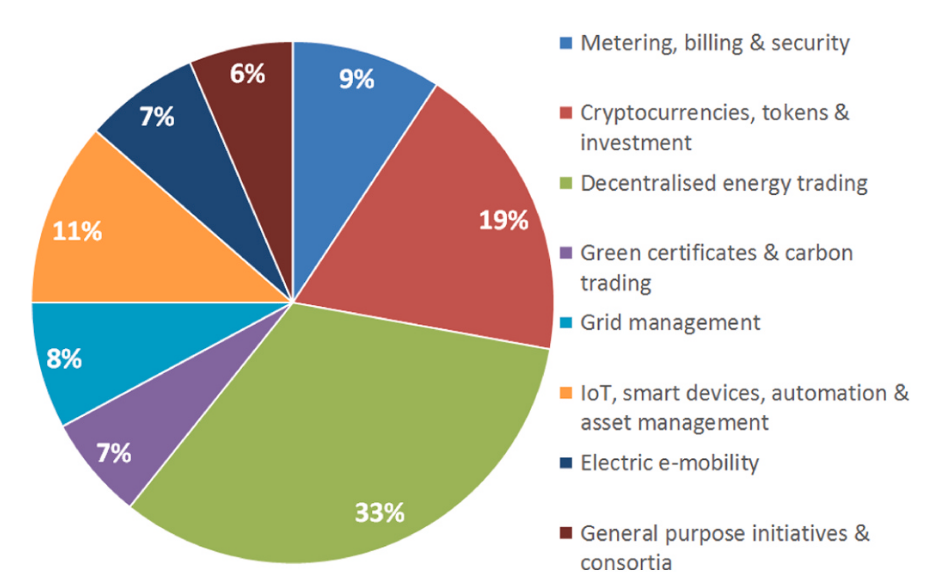 6%
9%
7%
19%
11%
8%
7%
33%
Metering, billing & security
Cryptocurrencies, tokens &
investment
Decentralised energy trading
Green certificates & carbon
trading
Grid management
IoT, smart devices, automation &
asset management
Electric e-mobility
General purpose initiatives &
consortia